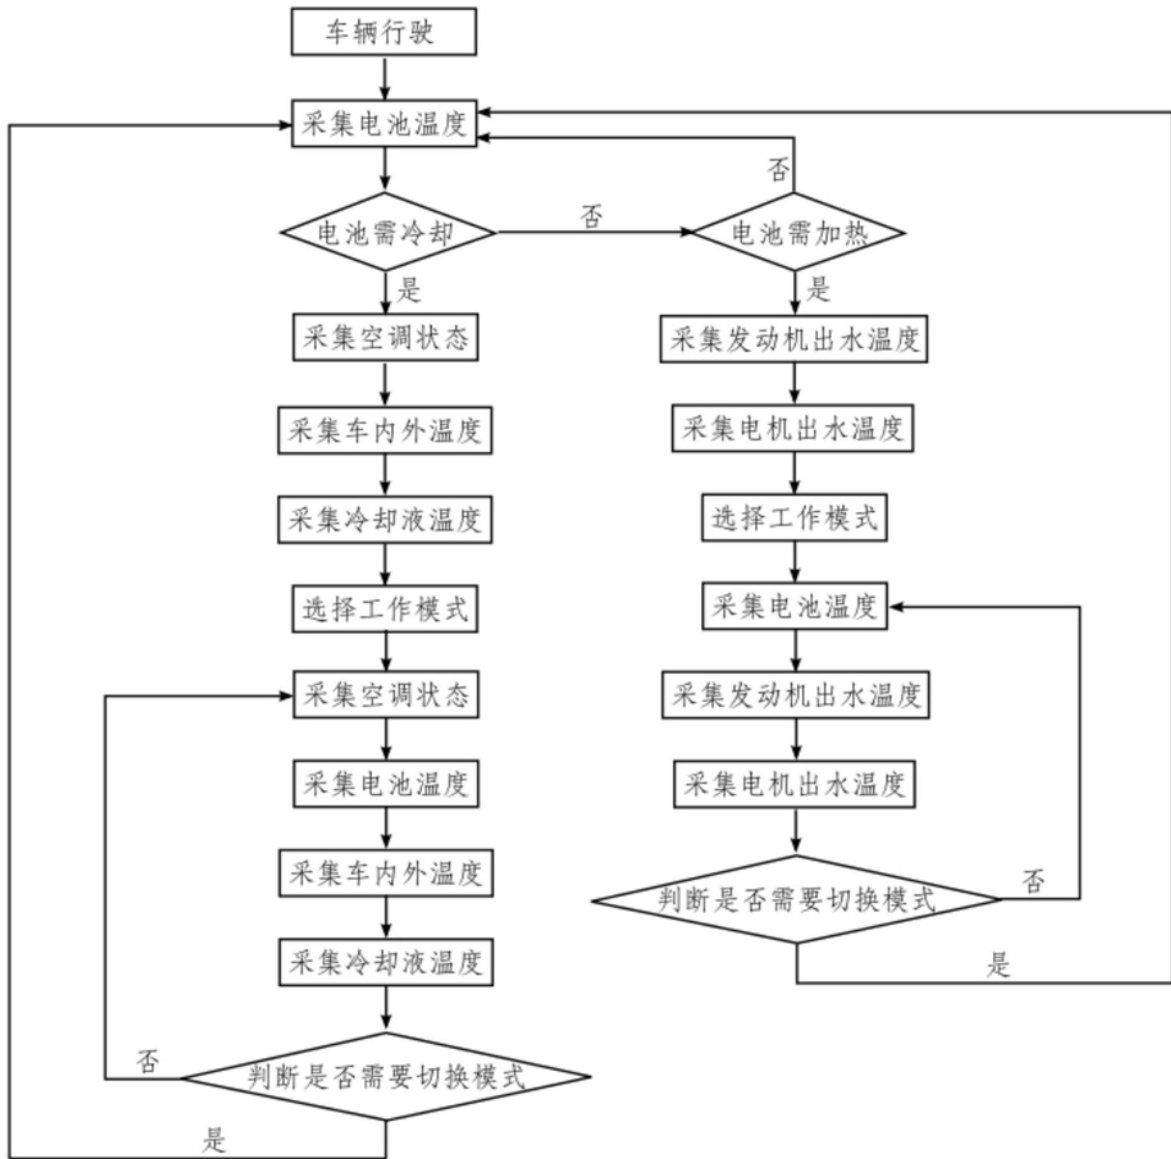 车辆行驶
采集电池温度
否
电池需冷却
否
电池需加热
是
是
采集空调状态
采集发动机出水温度
采集车内外温度
采集电机出水温度
采集冷却液温度
选择工作模式
选择工作模式
采集电池温度
采集空调状态
采集发动机出水温度
采集电池温度
采集电机出水温度
采集车内外温度
判断是否需要切换模式
否
采集冷却液温度
是
否
判断是否需要切换模式
是